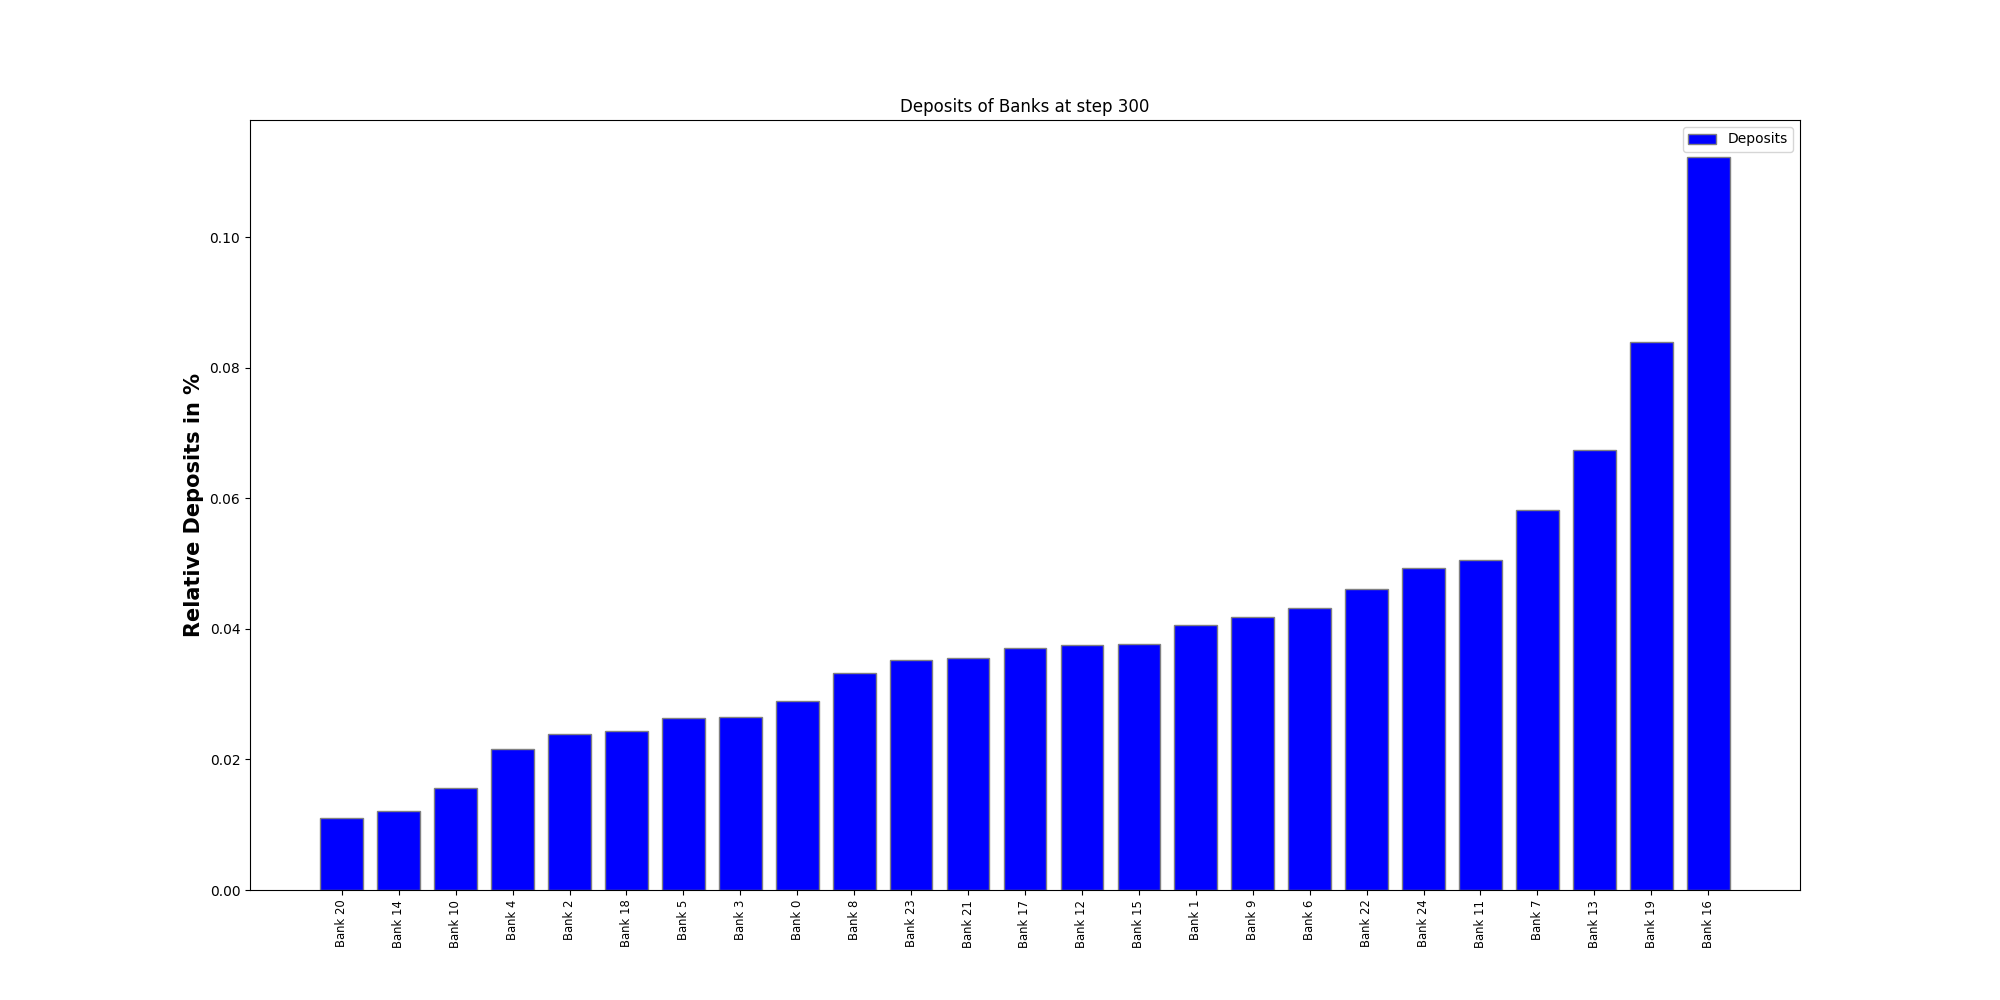 Deposits of Banks at step 300
Deposits
Relative Deposits in %
0.10
0.08
0.06
0.04
0.02
0.00
Bank 20
Bank 14
Bank 10
Bank 4
Bank 2
Bank 18
Bank 5
Bank 3
Bank 0
Bank 8
Bank 23
Bank 21
Bank 17
Bank 12
Bank 15
Bank 1
Bank 9
Bank 6
Bank 22
Bank 24
Bank 11
Bank 7
Bank 13
Bank 19
Bank 16